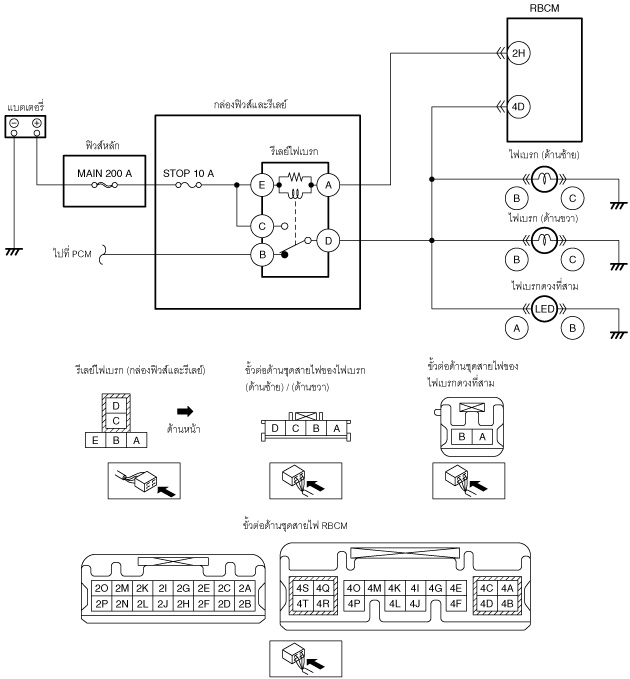 RBCM
2H
แบตเตอรี่
กล่องฟิวส์และรีเลย์
4D
ฟิวส์หลัก
รีเลย์ไฟเบรก
ไฟเบรก (ด้านซ้าย)
MAIN 200 A
STOP 10 A
E
A
B
C
ไฟเบรก (ด้านขวา)
C
D
ไปที่ PCM
B
B
C
ไฟเบรกดวงที่สาม
LED
A
B
รีเลย์ไฟเบรก (กล่องฟิวส์และรีเลย์)
ขั้วต่อด้านชุดสายไฟของไฟเบรก
(ด้านซ้าย) / (ด้านขวา)
ขั้วต่อด้านชุดสายไฟของ
ไฟเบรกดวงที่สาม
D
C
E B A
ด้านหน้า
D C B A
B A
ขั้วต่อด้านชุดสายไฟ RBCM
2O 2M 2K 2I 2G 2E 2C 2A
2P 2N 2L 2J 2H 2F 2D 2B
4S 4Q 4O 4M 4K 4I 4G 4E 4C 4A
4T 4R 4P 4L 4J 4F 4D 4B